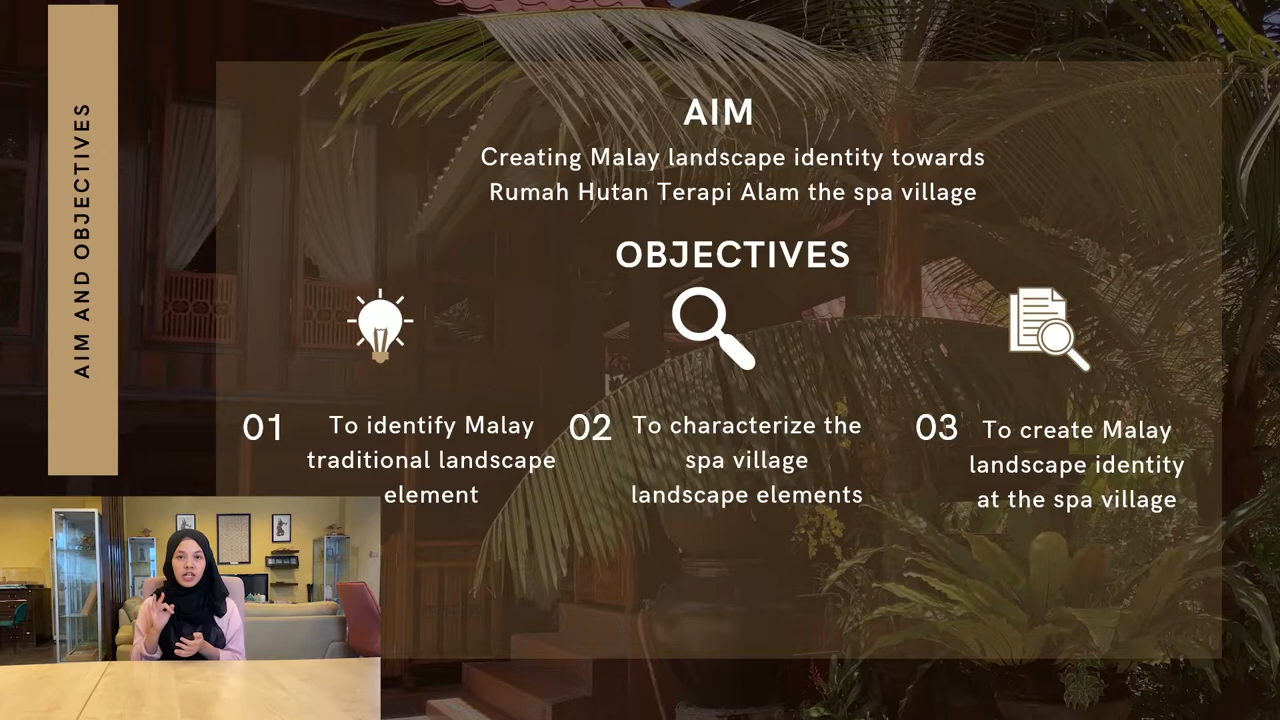 AIM AND OBJECTIVES
AIM
Creating Malay landscape identity towards
Rumah Hutan Terapi Alam the spa village
OBJECTIVES
01
To identify Malay
traditional landscape
element
02
To characterize the
spa village
landscape elements
03
To create Malay
landscape identity
at the spa village